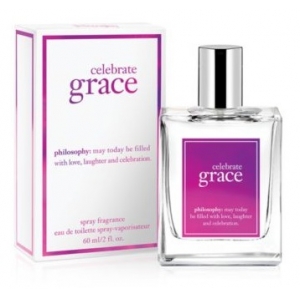 celebrate
grace
philosophy: may today be filled
with love, laughter and celebration.
spray fragrance
eau de toilette spray-vaporisateur
60 ml/2 fl. oz.
celebrate
grace
philosophy: may today
be filled with love, laughter
and celebration.